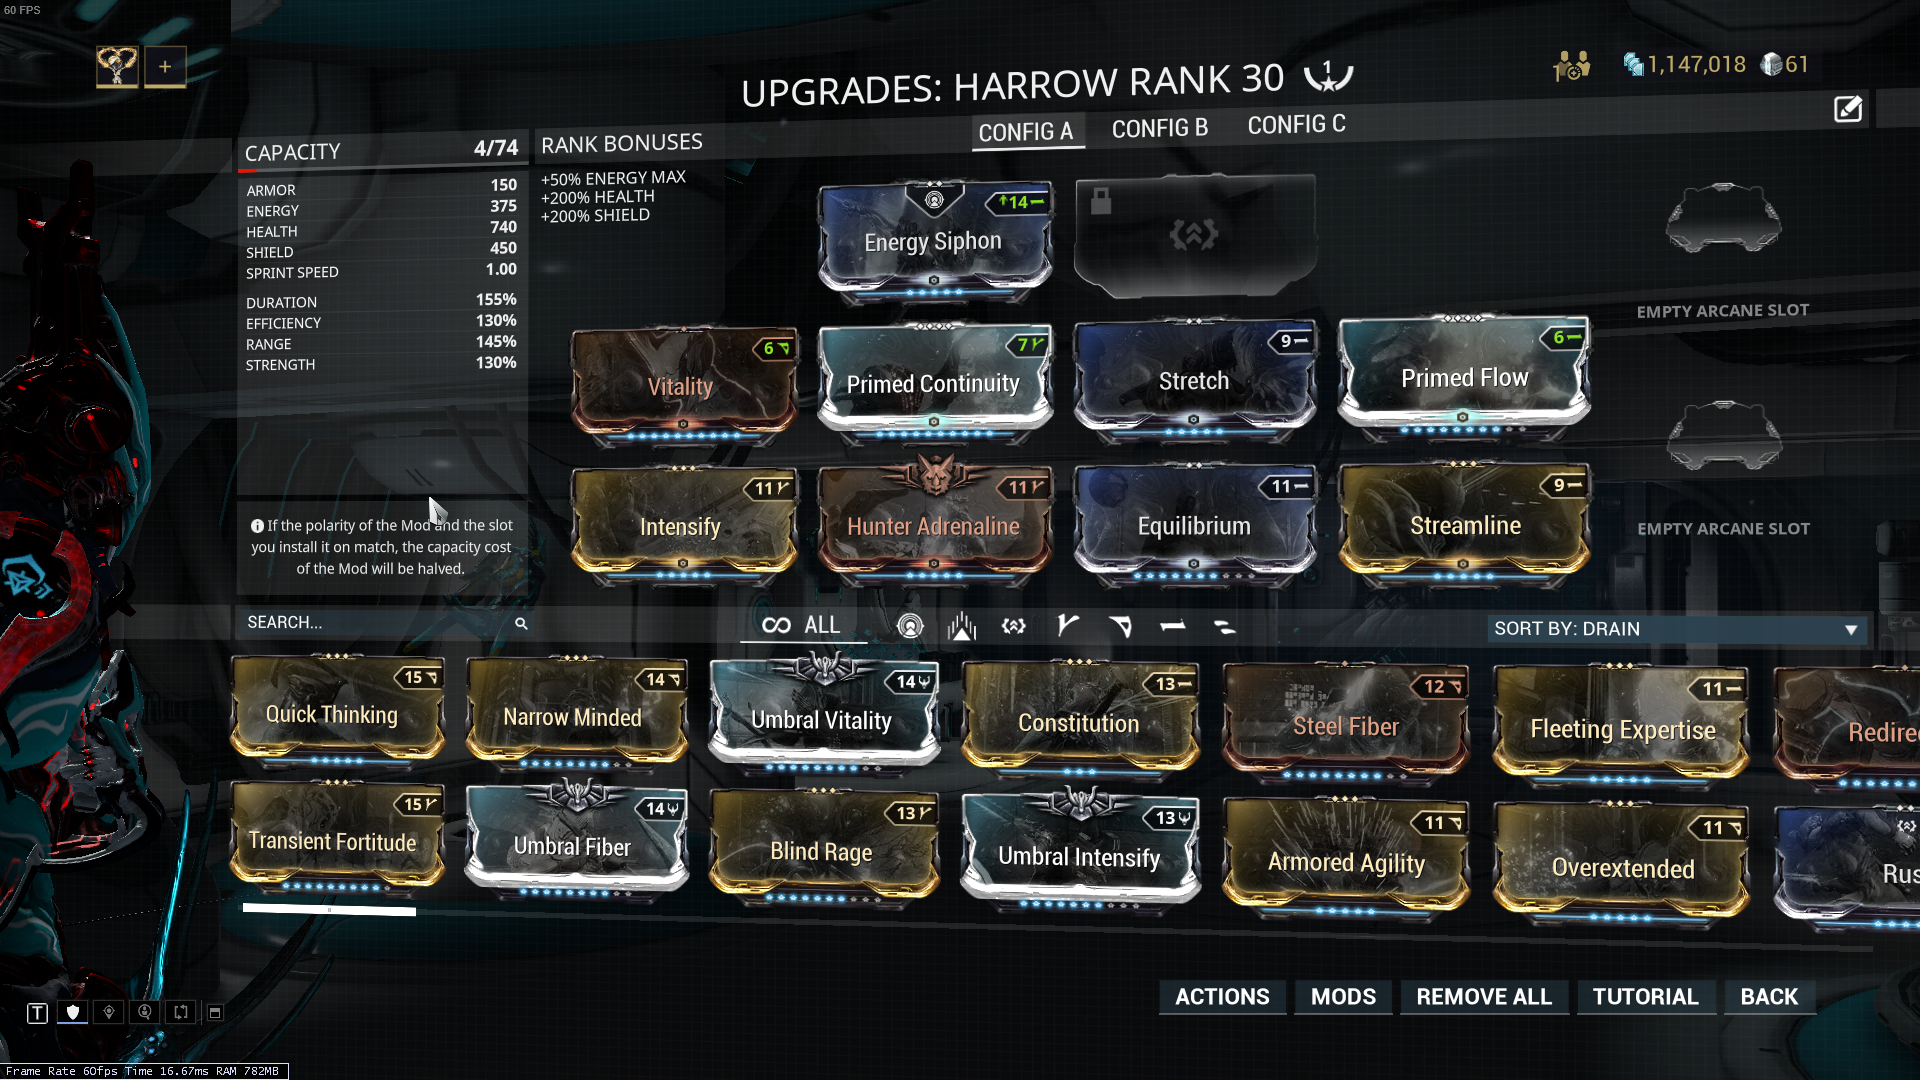 60 FPS
UPGRADES: HARROW RANK 30 1
1,147,018 61
CONFIG A CONFIG B CONFIG C
CAPACITY 4/74
ARMOR 150
ENERGY 375
HEALTH 740
SHIELD 450
SPRINT SPEED 1.00
DURATION 155%
EFFICIENCY 130%
RANGE 145%
STRENGTH 130%
RANK BONUSES
+50% ENERGY MAX
+200% HEALTH
+200% SHIELD
14
Energy Siphon
EMPTY ARCANE SLOT
6
Vitality
7
Primed Continuity
9
Stretch
6
Primed Flow
11
Intensify
11
Hunter Adrenaline
11
Equilibrium
9
Streamline
EMPTY ARCANE SLOT
If the polarity of the Mod and the slot
you install it on match, the capacity cost
of the Mod will be halved.
SEARCH...
ALL
SORT BY: DRAIN
15
Quick Thinking
14
Narrow Minded
14
Umbral Vitality
13
Constitution
12
Steel Fiber
11
Fleeting Expertise
Redirec
15
Transient Fortitude
14
Umbral Fiber
13
Blind Rage
13
Umbral Intensify
11
Armored Agility
11
Overextended
Rus
T
ACTIONS MODS REMOVE ALL TUTORIAL BACK
Frame Rate 60fps Time 16.67ms RAM 782MB